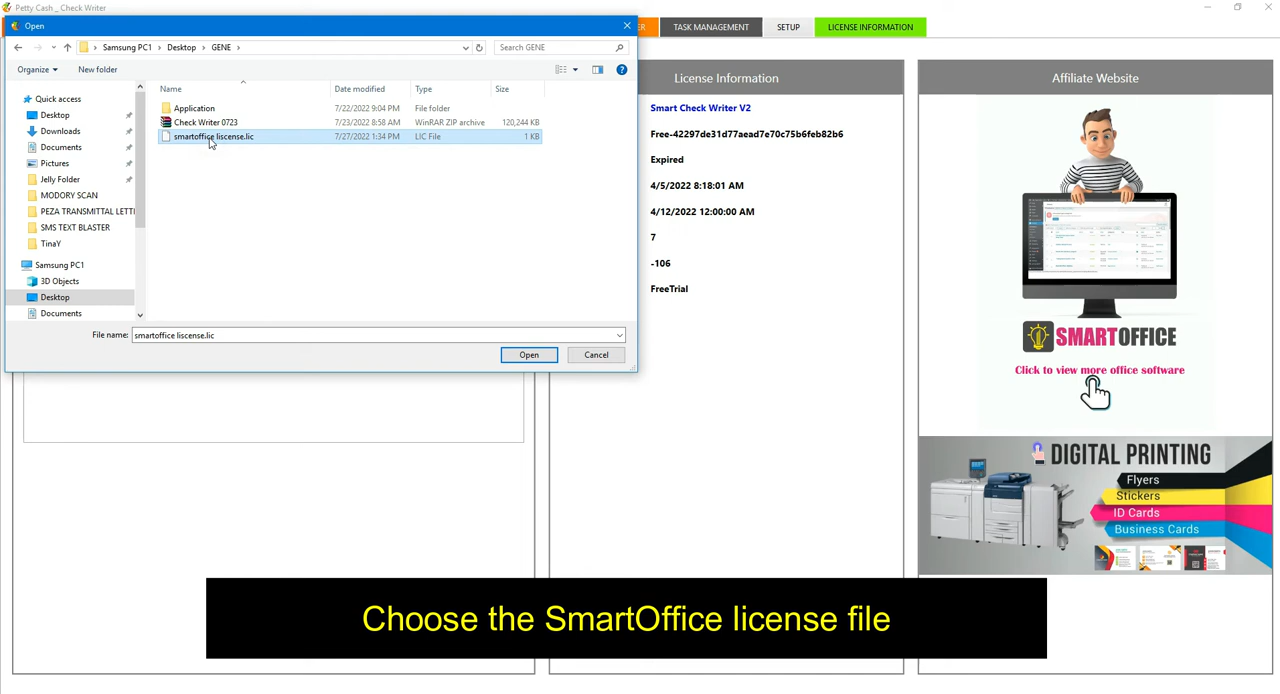 Petty Cash _ Check Writer
Open
TASK MANAGEMENT
SETUP
LICENSE INFORMATION
Samsung PC1 > Desktop > GENE >
Search GENE
Organize
New folder
Name
Date modified
Type
Size
Application
7/22/2022 9:04 PM
File folder
Check Writer 0723
7/23/2022 8:58 AM
WinRAR ZIP archive
120,244 KB
smartoffice liscense.lic
7/27/2022 1:34 PM
LIC File
1 KB
Quick access
Desktop
Downloads
Documents
Pictures
Jelly Folder
MODORY SCAN
PEZA TRANSMITTAL LETT
SMS TEXT BLASTER
TinaY
Samsung PC1
3D Objects
Desktop
Documents
File name:
smartoffice liscense.lic
Open
Cancel
License Information
Smart Check Writer V2
Free-42297de31d77aead7e70c75b6feb82b6
Expired
4/5/2022 8:18:01 AM
4/12/2022 12:00:00 AM
7
-106
FreeTrial
Affiliate Website
SMARTOFFICE
Click to view more office software
DIGITAL PRINTING
Flyers
Stickers
ID Cards
Business Cards
Choose the SmartOffice license file